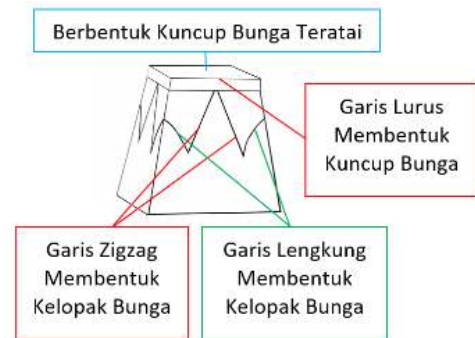 Berbentuk Kuncup Bunga Teratai
Garis Lurus
Membentuk
Kuncup Bunga
Garis Zigzag
Membentuk
Kelopak Bunga
Garis Lengkung
Membentuk
Kelopak Bunga